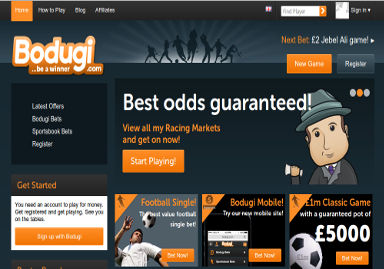 Home How to Play Blog Affiliates
Find Player
Sign in
Bodugi
...be a winner .com
Next Bet: £2 Jebel Ali game!
New Game Register
Latest Offers
Bodugi Bets
Sportsbook Bets
Register
Best odds guaranteed!
View all my Racing Markets
and get on now!
Start Playing!
Get Started
You need an account to play for money.
Get registered and get playing. See you
on the tables.
Sign up with Bodugi
Football Single!
The best value football
single bet!
Bet Now!
Bodugi Mobile!
Try our new mobile site!
Bodugi
Bet Now!
£1m Classic Game
with a guaranteed pot of
£5000
Bet Now!